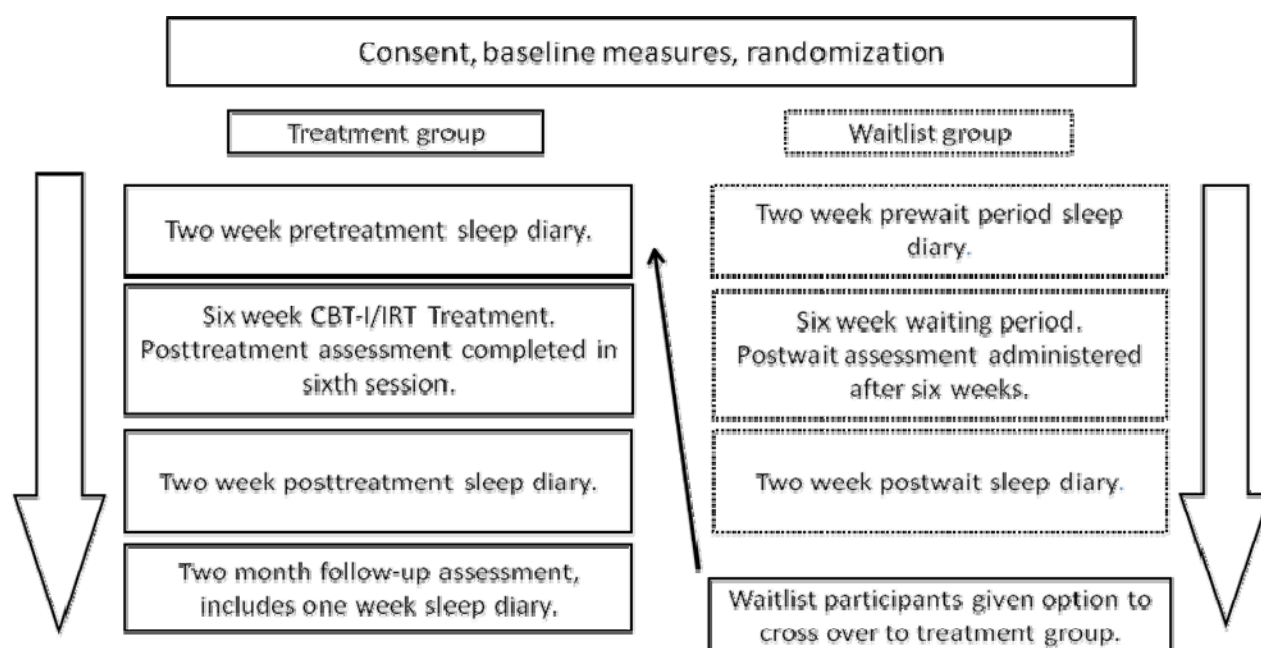 Consent, baseline measures, randomization
Treatment group
Two week pretreatment sleep diary.
Six week CBT-I/IRT Treatment.
Posttreatment assessment completed in
sixth session.
Two week posttreatment sleep diary.
Two month follow-up assessment,
includes one week sleep diary.
Waitlist group
Two week prewait period sleep
diary.
Six week waiting period.
Postwait assessment administered
after six weeks.
Two week postwait sleep diary.
Waitlist participants given option to
cross over to treatment group.